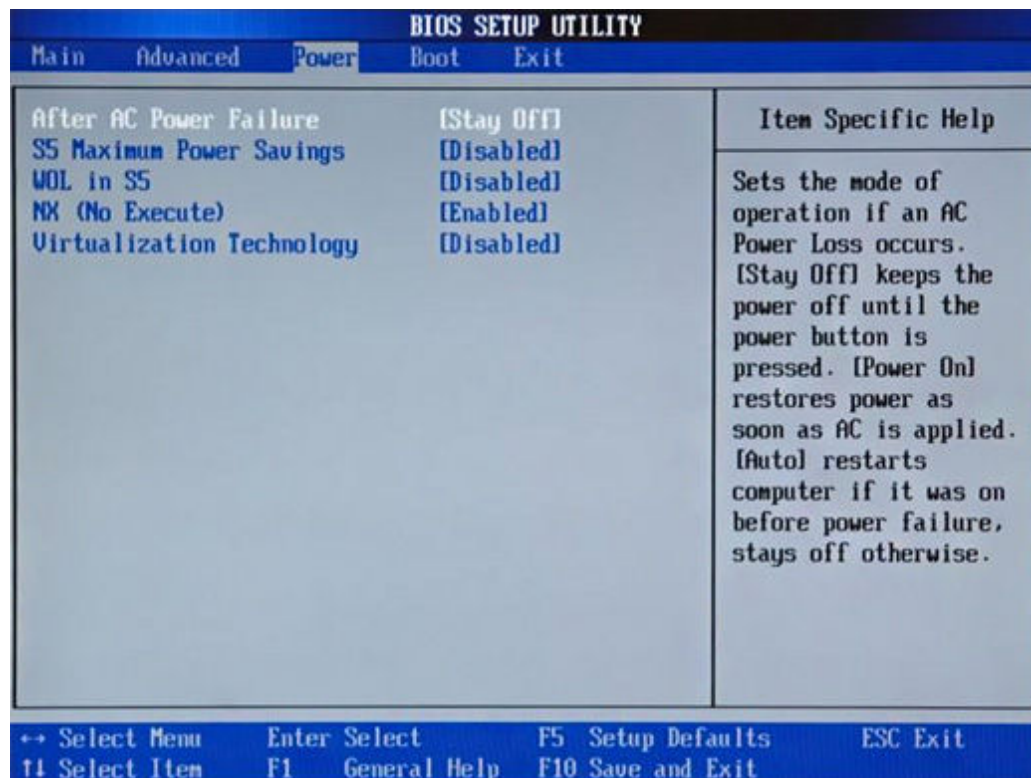 BIOS SETUP UTILITY
Main Advanced Power Boot Exit
After AC Power Failure [Stay Off]
S5 Maximum Power Savings [Disabled]
WOL in S5 [Disabled]
NX (No Execute) [Enabled]
Virtualization Technology [Disabled]
Item Specific Help
Sets the mode of
operation if an AC
Power Loss occurs.
[Stay Off] keeps the
power off until the
power button is
pressed. [Power On]
restores power as
soon as AC is applied.
[Auto] restarts
computer if it was on
before power failure,
stays off otherwise.
↔ Select Menu Enter Select F5 Setup Defaults ESC Exit
↑↓ Select Item F1 General Help F10 Save and Exit